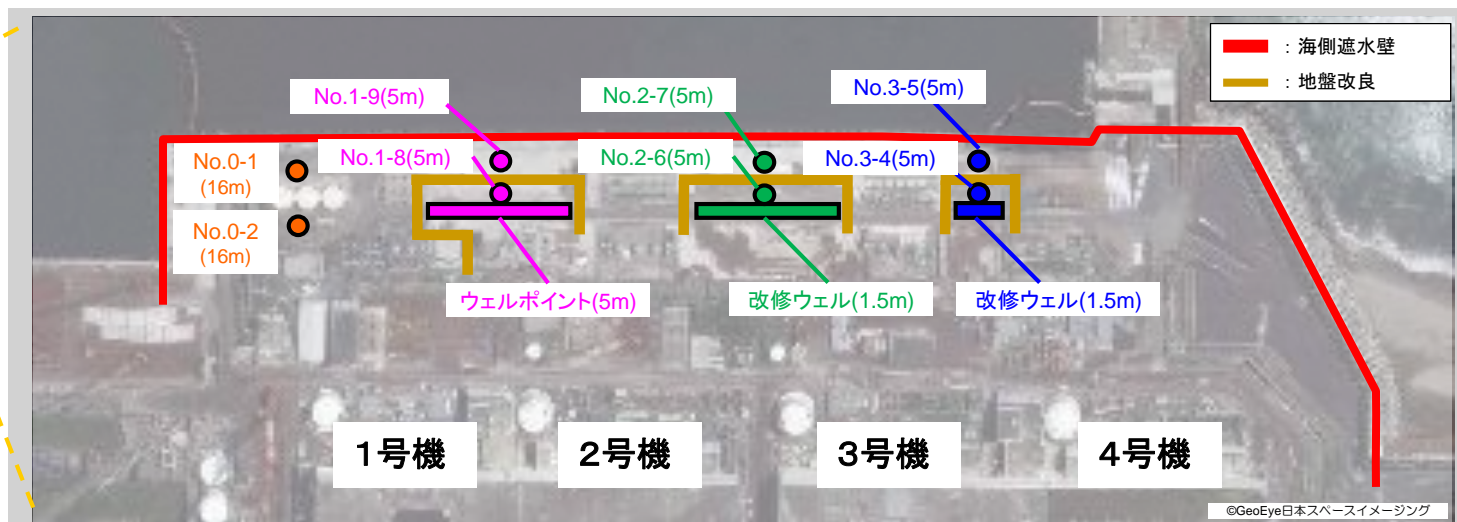 ：海側遮水壁
：地盤改良
No.1-9(5m)
No.2-7(5m)
No.3-5(5m)
No.0-1
(16m)
No.1-8(5m)
No.2-6(5m)
No.3-4(5m)
No.0-2
(16m)
ウェルポイント(5m)
改修ウェル(1.5m)
改修ウェル(1.5m)
１号機
２号機
３号機
４号機
©GeoEye日本スペースイメージング